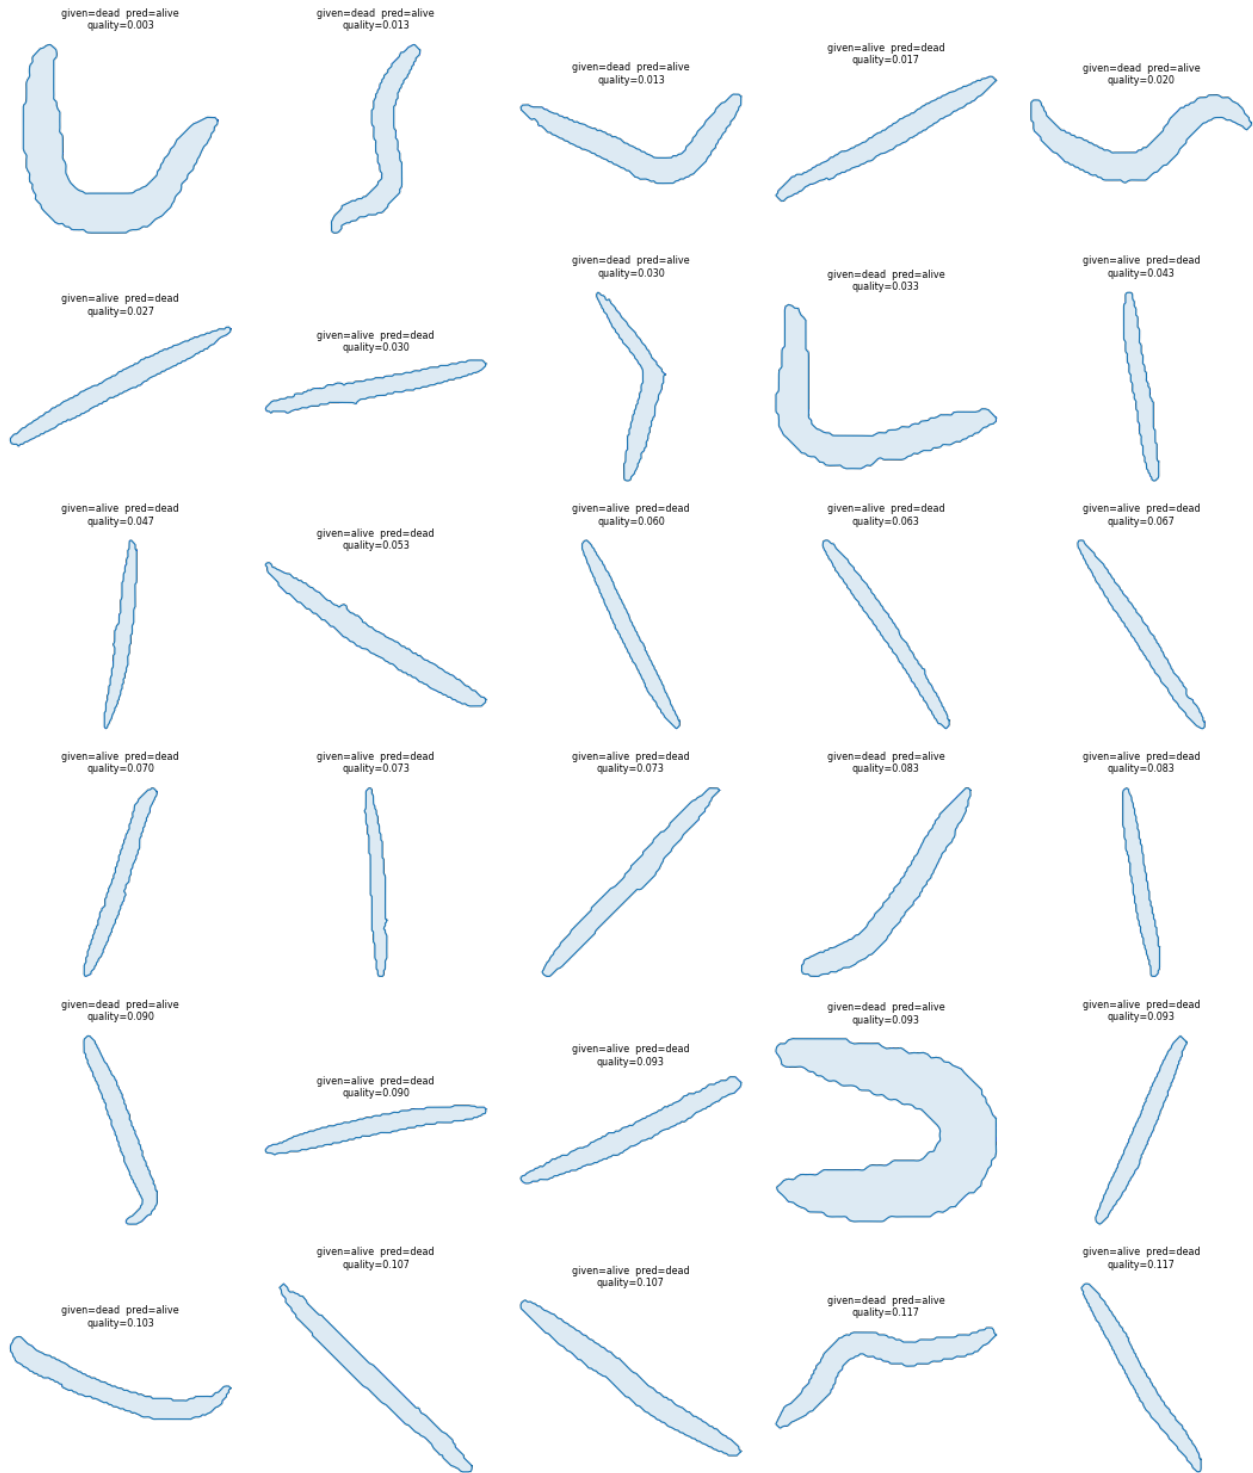 given=dead pred=alive
quality=0.003
given=dead pred=alive
quality=0.013
given=dead pred=alive
quality=0.013
given=alive pred=dead
quality=0.017
given=dead pred=alive
quality=0.020
given=alive pred=dead
quality=0.027
given=alive pred=dead
quality=0.030
given=dead pred=alive
quality=0.030
given=dead pred=alive
quality=0.033
given=alive pred=dead
quality=0.043
given=alive pred=dead
quality=0.047
given=alive pred=dead
quality=0.053
given=alive pred=dead
quality=0.060
given=alive pred=dead
quality=0.063
given=alive pred=dead
quality=0.067
given=alive pred=dead
quality=0.070
given=alive pred=dead
quality=0.073
given=alive pred=dead
quality=0.073
given=dead pred=alive
quality=0.083
given=alive pred=dead
quality=0.083
given=dead pred=alive
quality=0.090
given=alive pred=dead
quality=0.090
given=alive pred=dead
quality=0.093
given=dead pred=alive
quality=0.093
given=alive pred=dead
quality=0.093
given=dead pred=alive
quality=0.103
given=alive pred=dead
quality=0.107
given=alive pred=dead
quality=0.107
given=dead pred=alive
quality=0.117
given=alive pred=dead
quality=0.117